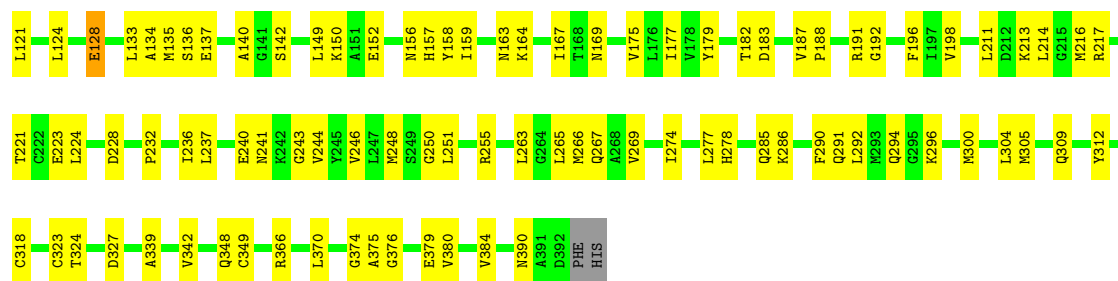 L121 L124 E128 L133 A134 M135 S136 E137 A140 G141 S142 L149 K150 A151 E152 N156 H157 Y158 I159 N163 K164 I167 T168 N169 V175 L176 I177 V178 Y179 T182 D183 V187 P188 R191 G192 F196 I197 V198 L211 D212 K213 L214 G215 M216 R217
T221 C222 E223 L224 D228 P232 I236 L237 E240 N241 K242 G243 V244 Y245 V246 L247 M248 S249 G250 L251 R255 L263 G264 L265 M266 Q267 A268 V269 I274 L277 H278 Q285 K286 F290 Q291 L292 M293 Q294 G295 K296 M300 L304 M305 Q309 Y312
C318 C323 T324 D327 A339 V342 Q348 C349 R366 L370 G374 A375 G376 E379 V380 V384 N390 A391 D392 PHE HIS